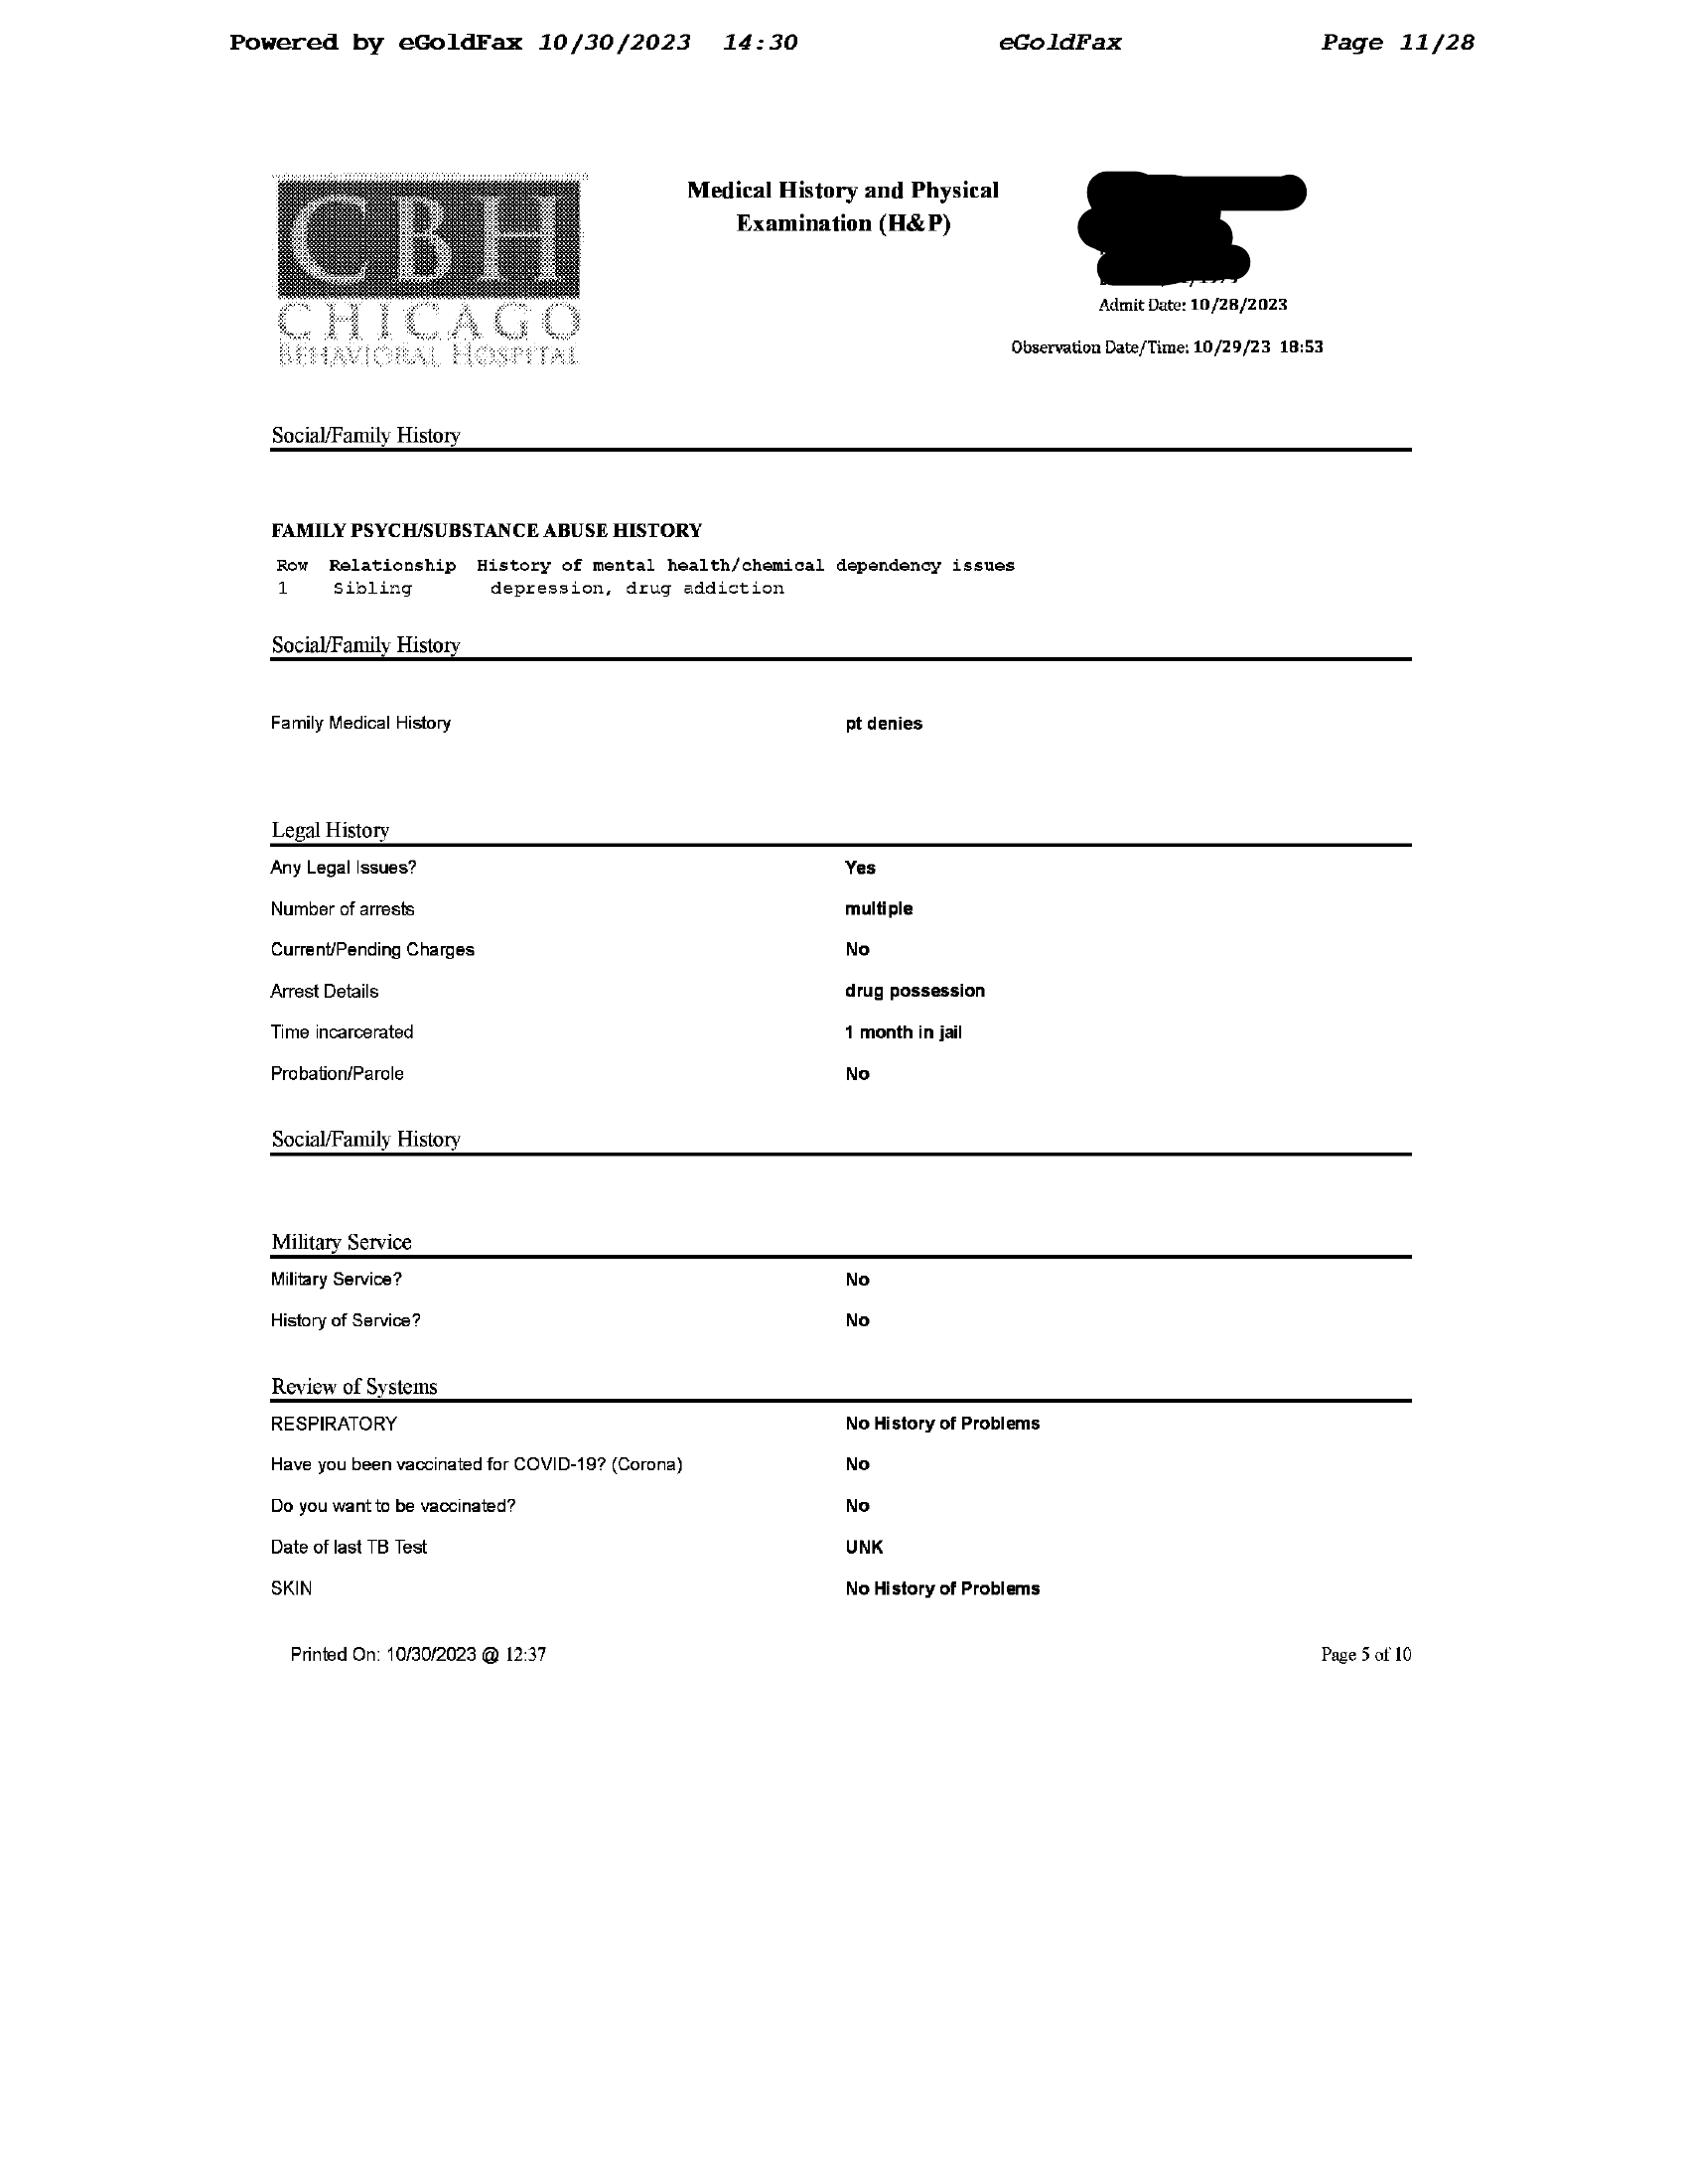 Powered by eGoldFax 10/30/2023 14:30 eGoldFax Page 11/28
CBH
CHICAGO
BEHAVIORAL HOSPITAL
Medical History and Physical
Examination (H&P)
Admit Date: 10/28/2023
Observation Date/Time: 10/29/23 18:53
Social/Family History
FAMILY PSYCH/SUBSTANCE ABUSE HISTORY
Row Relationship History of mental health/chemical dependency issues
1 Sibling depression, drug addiction
Social/Family History
Family Medical History pt denies
Legal History
Any Legal Issues? Yes
Number of arrests multiple
Current/Pending Charges No
Arrest Details drug possession
Time incarcerated 1 month in jail
Probation/Parole No
Social/Family History
Military Service
Military Service? No
History of Service? No
Review of Systems
RESPIRATORY No History of Problems
Have you been vaccinated for COVID-19? (Corona) No
Do you want to be vaccinated? No
Date of last TB Test UNK
SKIN No History of Problems
Printed On: 10/30/2023 @ 12:37 Page 5 of 10